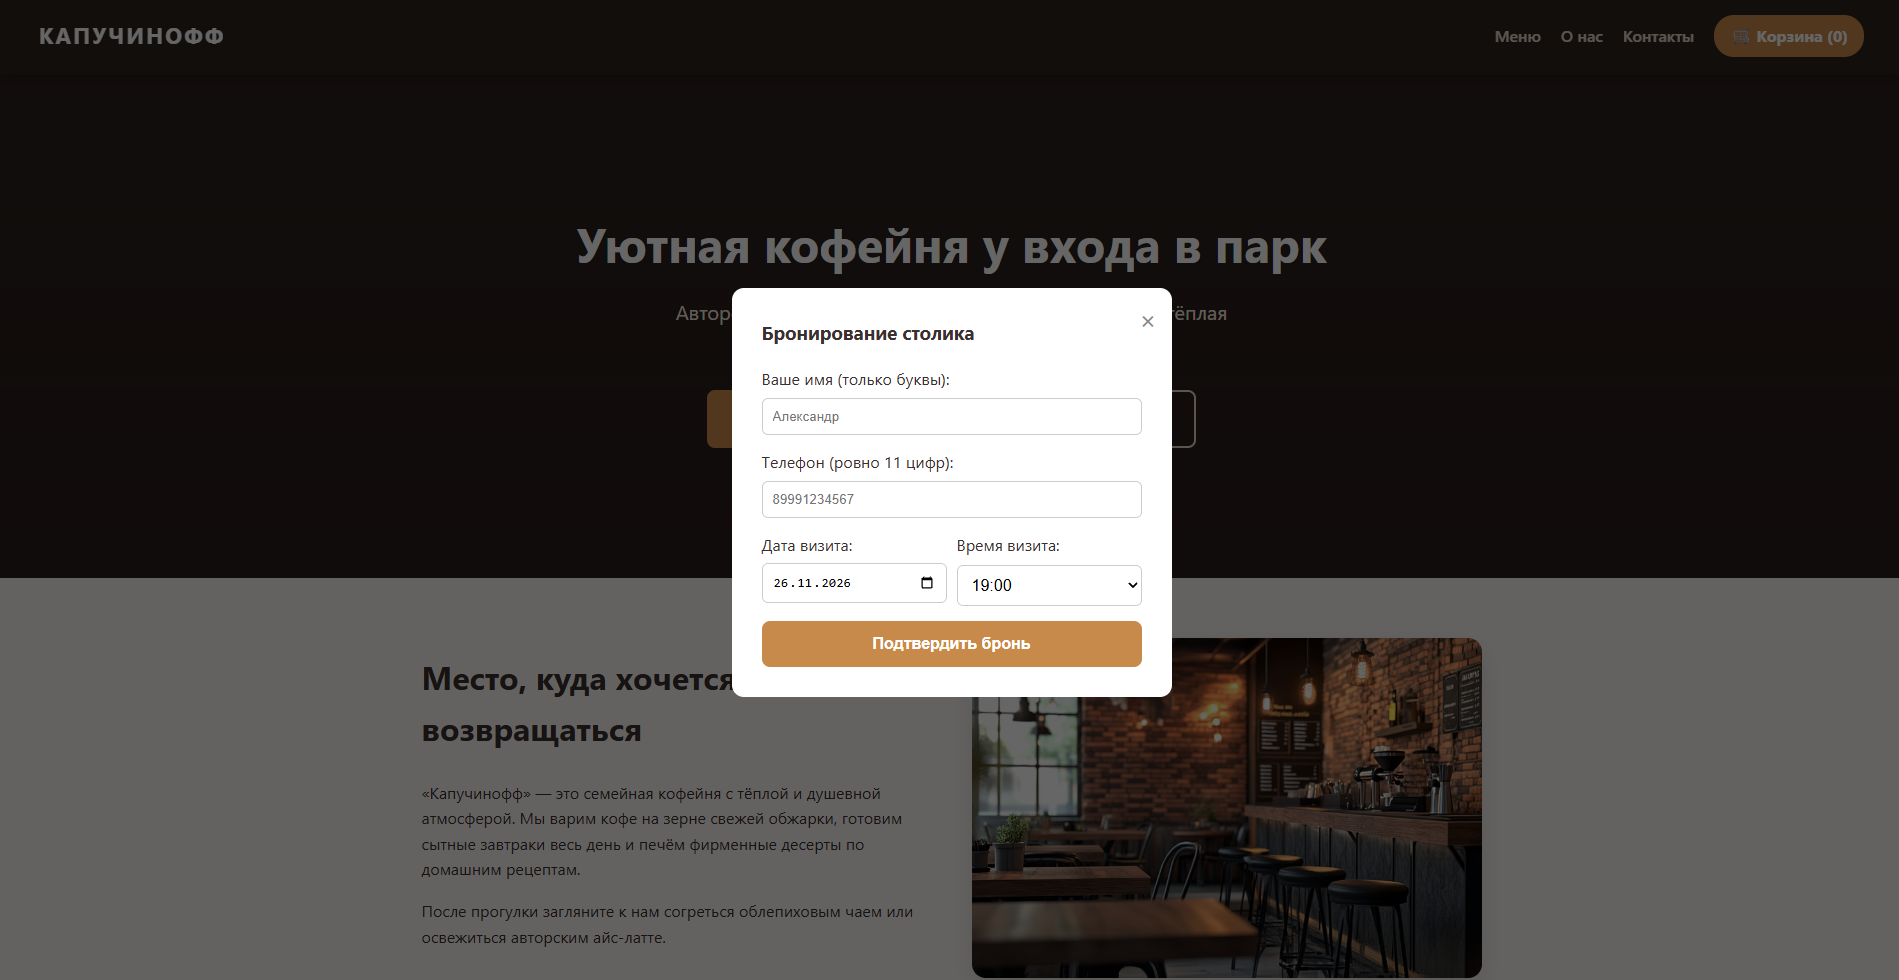 КАПУЧИНОФФ
Меню О нас Контакты Корзина (0)
Уютная кофейня у входа в парк
тёплая
Бронирование столика
×
Ваше имя (только буквы):
Александр
Телефон (ровно 11 цифр):
89991234567
Дата визита: Время визита:
26.11.2026 19:00
Подтвердить бронь
Место, куда хочется
возвращаться
«Капучинофф» — это семейная кофейня с тёплой и душевной
атмосферой. Мы варим кофе на зерне свежей обжарки, готовим
сытные завтраки весь день и печём фирменные десерты по
домашним рецептам.
После прогулки загляните к нам согреться облепиховым чаем или
освежиться авторским айс-латте.